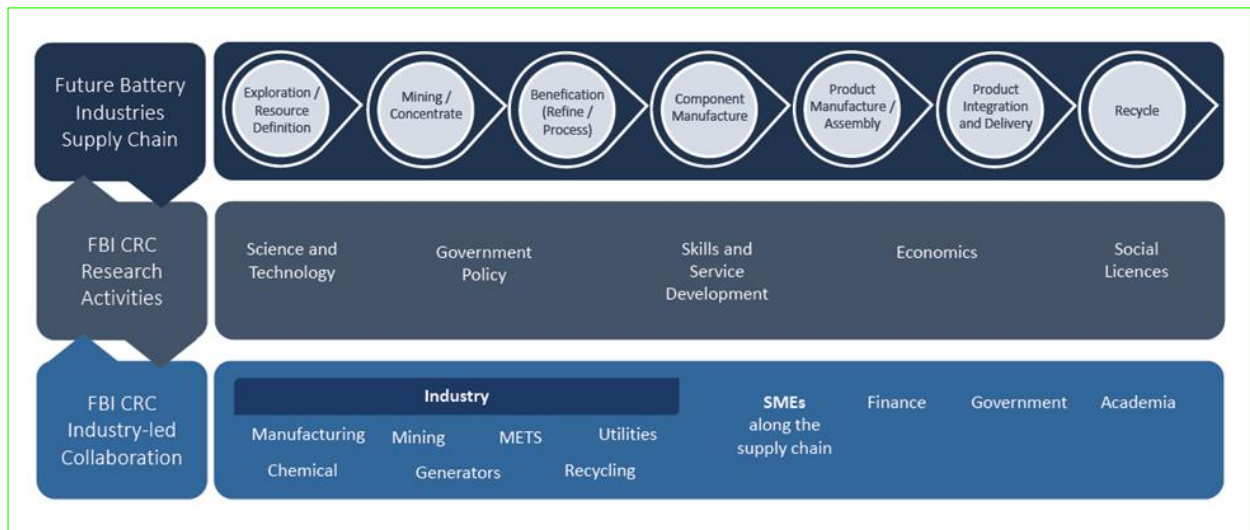 Future Battery
Industries
Supply Chain
Exploration /
Resource
Definition
Mining /
Concentrate
Benefication
(Refine /
Process)
Component
Manufacture
Product
Manufacture /
Assembly
Product
Integration
and Delivery
Recycle
FBI CRC
Research
Activities
Science and
Technology
Government
Policy
Skills and
Service
Development
Economics
Social
Licences
FBI CRC
Industry-led
Collaboration
Industry
Manufacturing
Mining
METS
Utilities
Chemical
Generators
Recycling
SMEs
along the
supply chain
Finance
Government
Academia